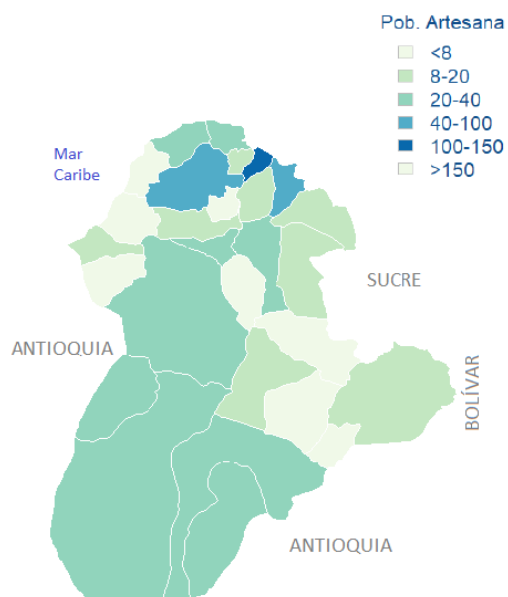 Pob. Artesana
<8
8-20
20-40
40-100
100-150
>150
Mar
Caribe
SUCRE
ANTIOQUIA
BOLÍVAR
ANTIOQUIA